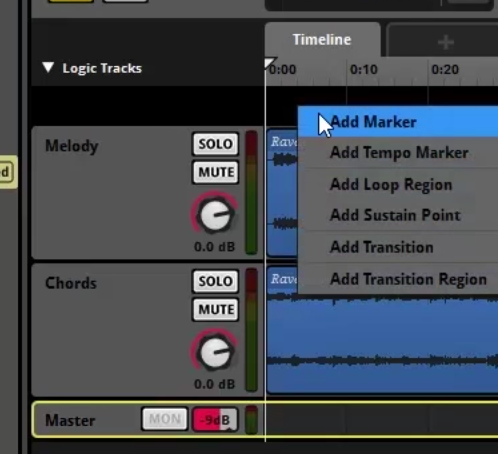 Timeline
+
▼ Logic Tracks
0:00 0:10 0:20
d
Melody
SOLO
MUTE
0.0 dB
Rave
Add Marker
Add Tempo Marker
Add Loop Region
Add Sustain Point
Add Transition
Add Transition Region
Chords
SOLO
MUTE
0.0 dB
Rave
Master
MON
-9dB